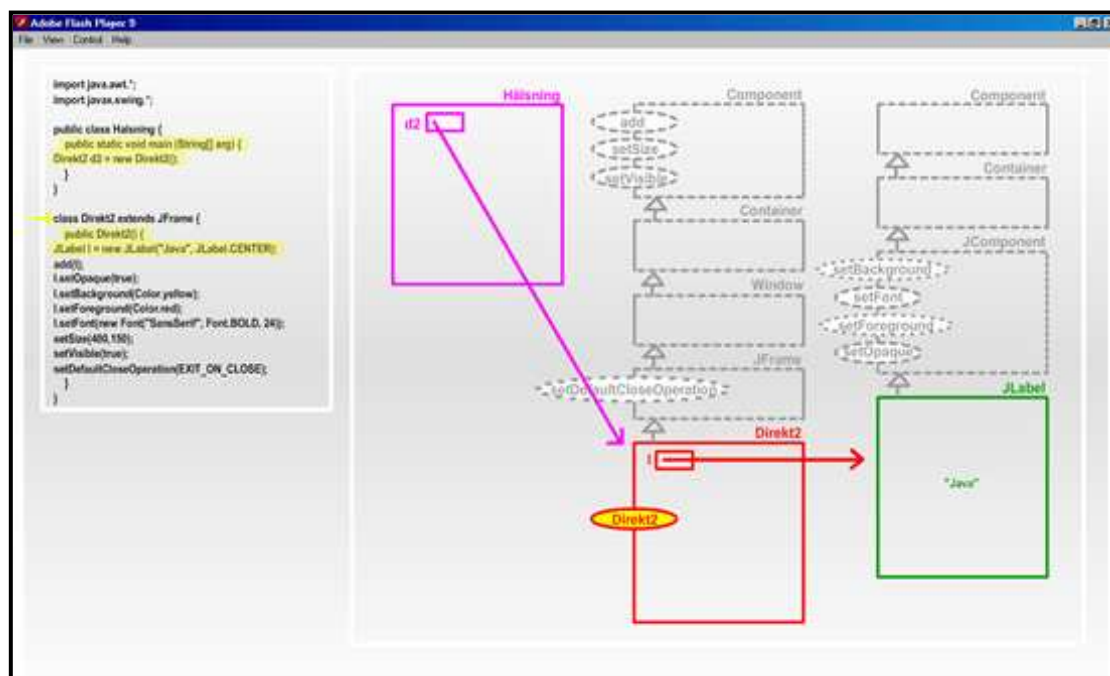 Adobe Flash Player 9
File View Control Help
import java.awt.*;
import javax.swing.*;
public class Halsning {
public static void main (String[] arg) {
Direkt2 d3 = new Direkt2();
}
}
class Direkt2 extends JFrame {
public Direkt2() {
JLabel l = new JLabel("Java", JLabel.CENTER);
add(l);
l.setOpaque(true);
l.setBackground(Color.yellow);
l.setForeground(Color.red);
l.setFont(new Font("SansSerif", Font.BOLD, 24));
setSize(400,150);
setVisible(true);
setDefaultCloseOperation(EXIT_ON_CLOSE);
}
}
Hälsning
d2
Component
add
setSize
setVisible
Container
Window
JFrame
setDefaultCloseOperation
Direkt2
l
Direkt2
Component
Container
JComponent
setBackground
setFont
setForeground
setOpaque
JLabel
"Java"